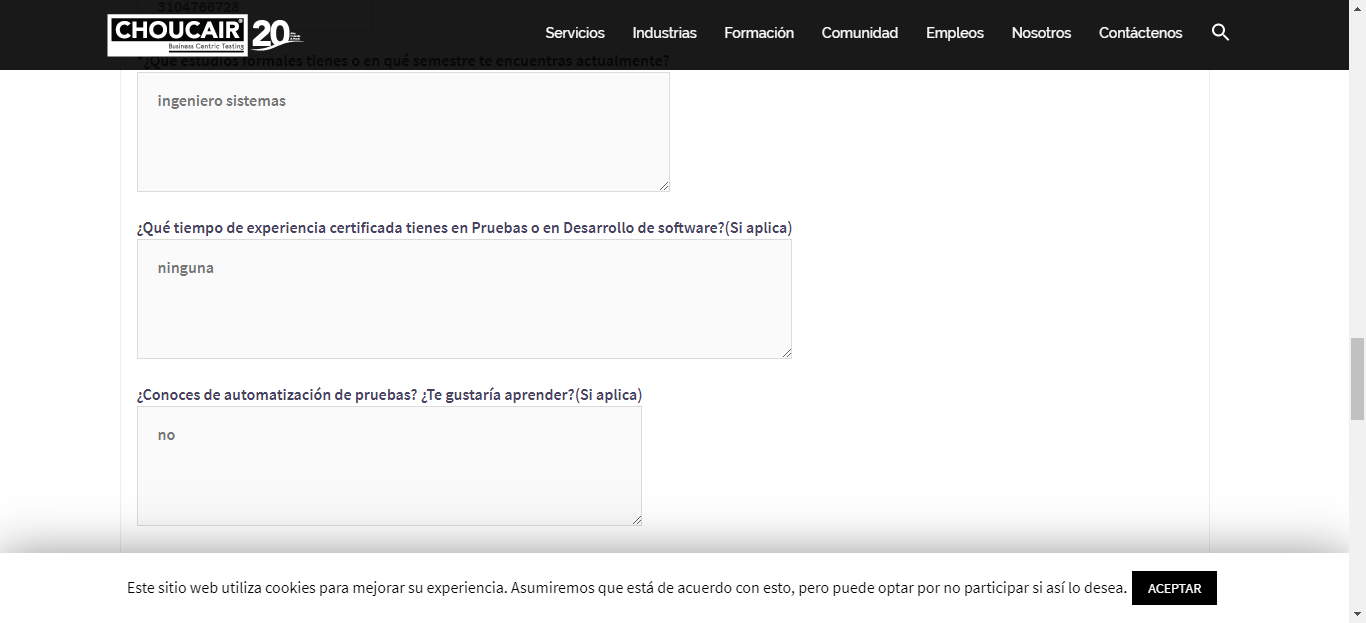 3104766728
CHOUCAIR®
Business Centric Testing
20
Servicios Industrias Formación Comunidad Empleos Nosotros Contáctenos
*¿Qué estudios formales tienes o en qué semestre te encuentras actualmente?
ingeniero sistemas
¿Qué tiempo de experiencia certificada tienes en Pruebas o en Desarrollo de software?(Si aplica)
ninguna
¿Conoces de automatización de pruebas? ¿Te gustaría aprender?(Si aplica)
no
Este sitio web utiliza cookies para mejorar su experiencia. Asumiremos que está de acuerdo con esto, pero puede optar por no participar si así lo desea. ACEPTAR